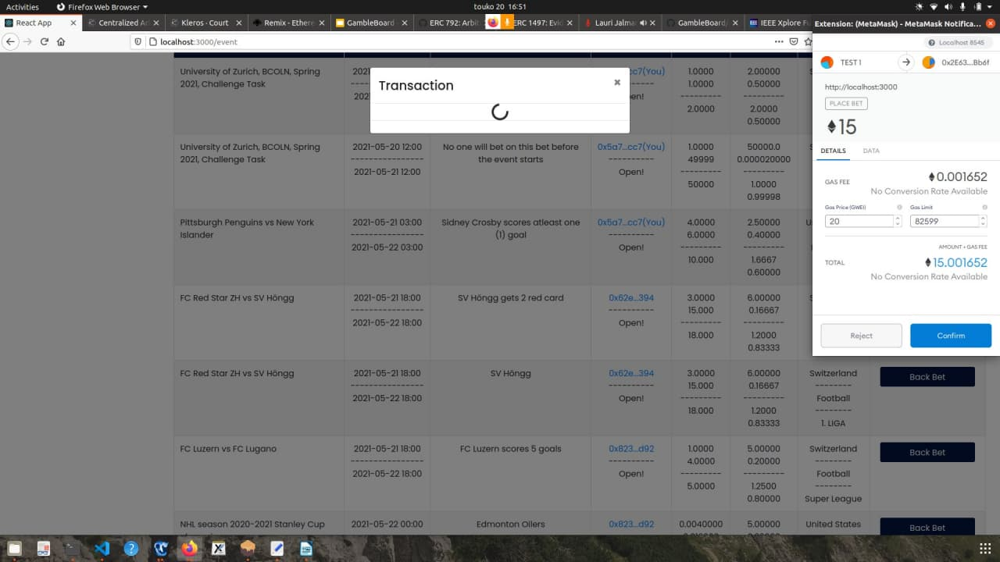 Activities
Firefox Web Browser
touko 20 16:51
React App
Centralized Ad
Kleros · Court
Remix - Ethere
GambleBoard
ERC 792: Arbit
ERC 1497: Evid
Lauri Jalma
GambleBoard/
IEEE Xplore Fu
Extension: (MetaMask) - MetaMask Notifica...
localhost:3000/event
Localhost 8545
TEST 1
0x2E63...Bb6f
http://localhost:3000
PLACE BET
15
DETAILS
DATA
GAS FEE
0.001652
No Conversion Rate Available
Gas Price (GWEI)
Gas Limit
20
82599
AMOUNT + GAS FEE
TOTAL
15.001652
No Conversion Rate Available
Reject
Confirm
Transaction
×
University of Zurich, BCOLN, Spring
2021, Challenge Task
2021
----------
2021
cc7(You)
pen!
1.0000
1.0000
---------
2.0000
2.00000
0.50000
---------
2.0000
0.50000
University of Zurich, BCOLN, Spring
2021, Challenge Task
2021-05-20 12:00
----------------
2021-05-21 12:00
No one will bet on this bet before
the event starts
0x5a7...cc7(You)
----------
Open!
1.0000
49999
---------
50000
50000.0
0.000020000
---------
1.0000
0.99998
Pittsburgh Penguins vs New York
Islander
2021-05-21 03:00
----------------
2021-05-22 03:00
Sidney Crosby scores atleast one
(1) goal
0x5a7...cc7(You)
----------
Open!
4.0000
6.0000
---------
10.000
2.50000
0.40000
---------
1.6667
0.60000
FC Red Star ZH vs SV Höngg
2021-05-21 18:00
----------------
2021-05-22 18:00
SV Höngg gets 2 red card
0x62e...394
----------
Open!
3.0000
15.000
---------
18.000
6.00000
0.16667
---------
1.2000
0.83333
FC Red Star ZH vs SV Höngg
2021-05-21 18:00
----------------
2021-05-22 18:00
SV Höngg
0x62e...394
----------
Open!
3.0000
15.000
---------
18.000
6.00000
0.16667
---------
1.2000
0.83333
Switzerland
--------
Football
--------
1. LIGA
Back Bet
FC Luzern vs FC Lugano
2021-05-21 18:00
----------------
2021-05-22 18:00
FC Luzern scores 5 goals
0x823...d92
----------
Open!
1.0000
4.0000
---------
5.0000
5.00000
0.20000
---------
1.2500
0.80000
Switzerland
--------
Football
--------
Super League
Back Bet
NHL season 2020-2021 Stanley Cup
2021-05-22 00:00
Edmonton Oilers
0x823...d92
0.0040000
5.00000
United States
Back Bet